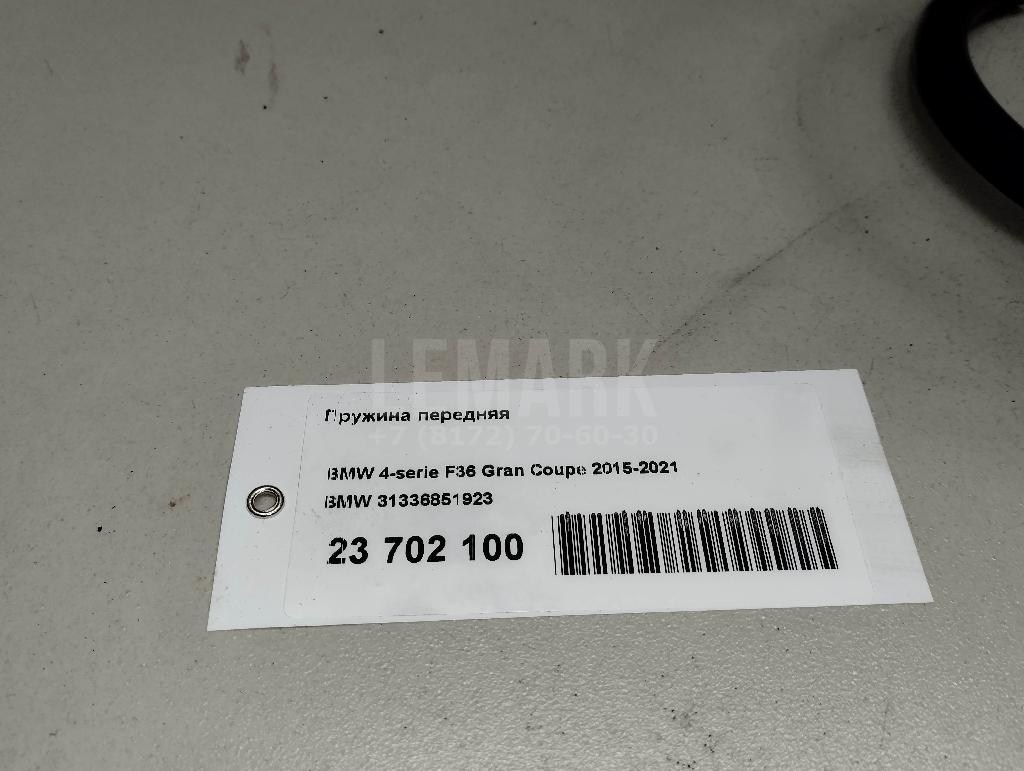 LEMARK
Пружина передняя
+7 (8172) 70-60-30
BMW 4-serie F36 Gran Coupe 2015-2021
BMW 31336851923
23 702 100